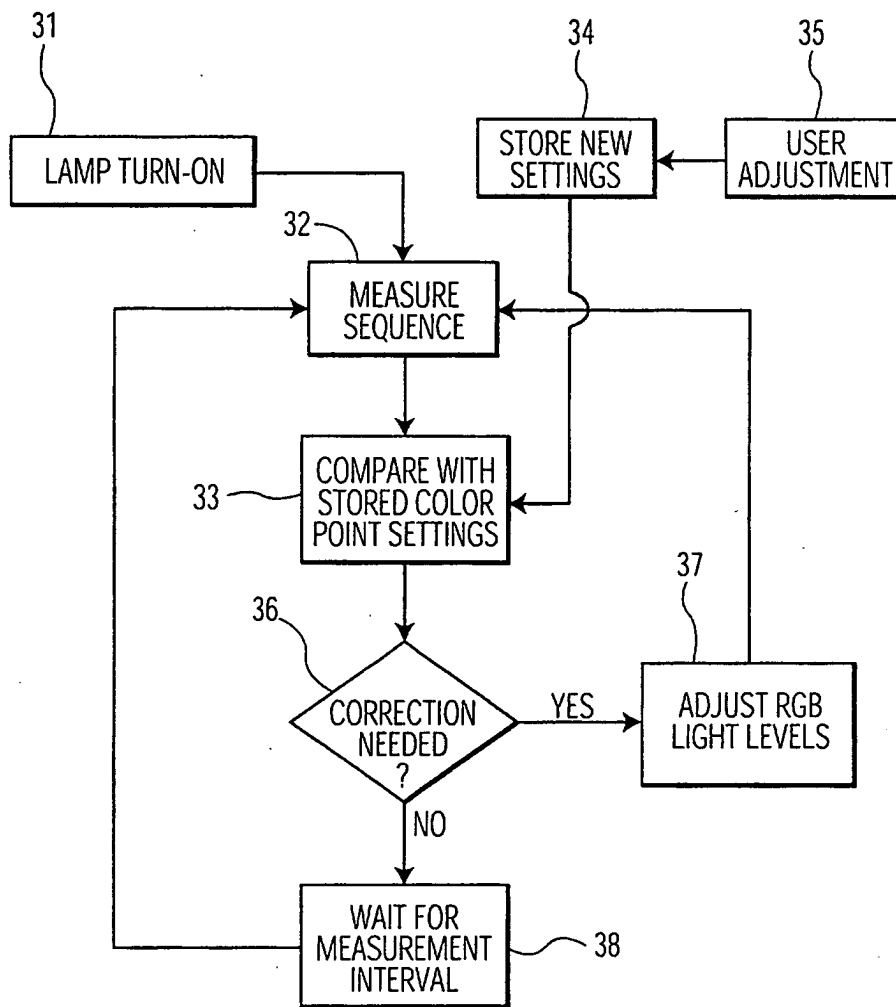 31
34
35
LAMP TURN-ON
STORE NEW
SETTINGS
USER
ADJUSTMENT
32
MEASURE
SEQUENCE
33
COMPARE WITH
STORED COLOR
POINT SETTINGS
36
37
CORRECTION
NEEDED
?
YES
ADJUST RGB
LIGHT LEVELS
NO
WAIT FOR
MEASUREMENT
INTERVAL
38